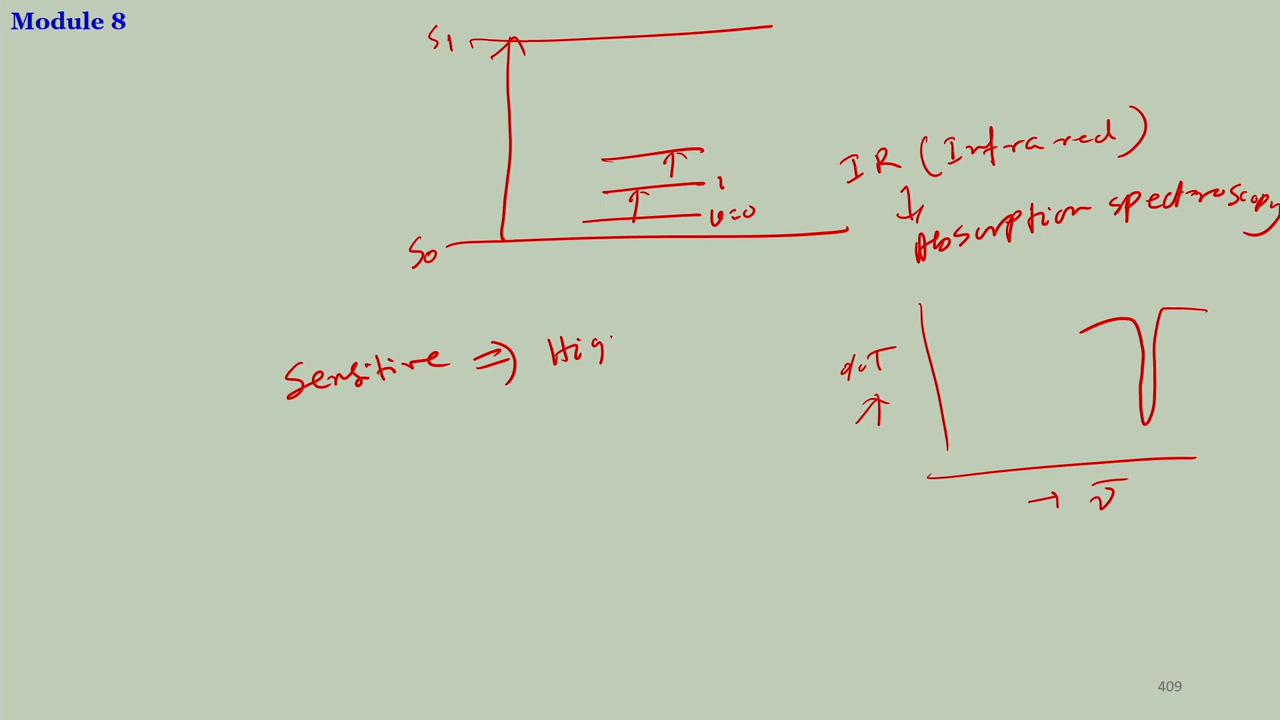 Module 8
S1
IR (Infrared)
1
v=0
Absorption spectroscopy
S0
Sensitive ⇒ Hig
%T
↑
→ ν̅
409